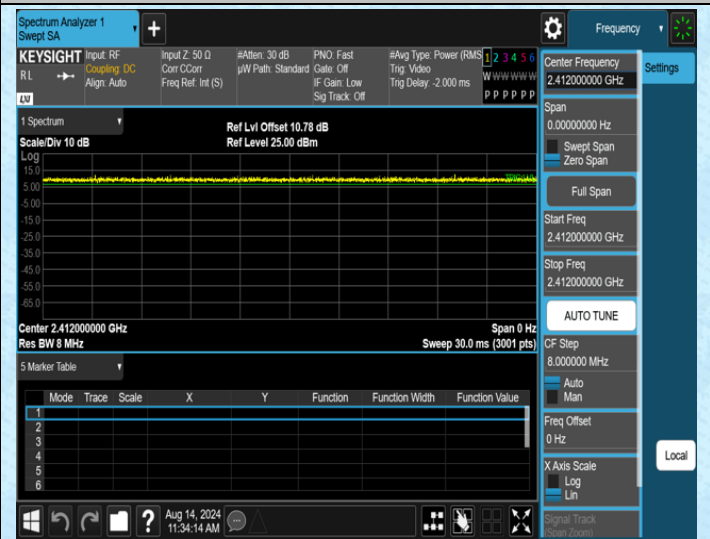 Spectrum Analyzer 1
Swept SA
Frequency
KEYSIGHT
Input: RF
Input Z: 50 Ω
#Atten: 30 dB
PNO: Fast
#Avg Type: Power (RMS
1 2 3 4 5 6
RL
Coupling: DC
Corr CCorr
µW Path: Standard
Gate: Off
Trig: Video
W W W W W W
Align: Auto
Freq Ref: Int (S)
IF Gain: Low
Trig Delay: -2.000 ms
Sig Track: Off
P P P P P P
LXI
1 Spectrum
Ref Lvl Offset 10.78 dB
Scale/Div 10 dB
Ref Level 25.00 dBm
Log
15.0
5.00
-5.00
-15.0
-25.0
-35.0
-45.0
-55.0
-65.0
Center 2.412000000 GHz
Span 0 Hz
Res BW 8 MHz
Sweep 30.0 ms (3001 pts)
5 Marker Table
Mode Trace Scale X Y Function Function Width Function Value
1
2
3
4
5
6
Aug 14, 2024
11:34:14 AM
Center Frequency
2.412000000 GHz
Settings
Span
0.00000000 Hz
Swept Span
Zero Span
Full Span
Start Freq
2.412000000 GHz
Stop Freq
2.412000000 GHz
AUTO TUNE
CF Step
8.000000 MHz
Auto
Man
Freq Offset
0 Hz
X Axis Scale
Log
Lin
Signal Track
(Span Zoom)
Local